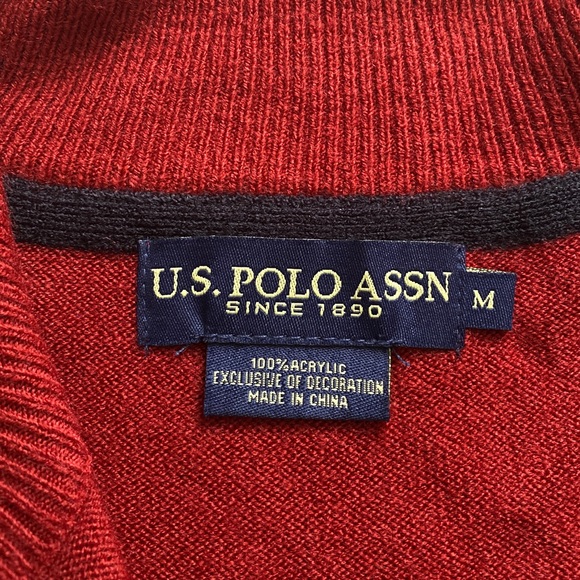 U.S. POLO ASSN
SINCE 1890
M
100% ACRYLIC
EXCLUSIVE OF DECORATION
MADE IN CHINA